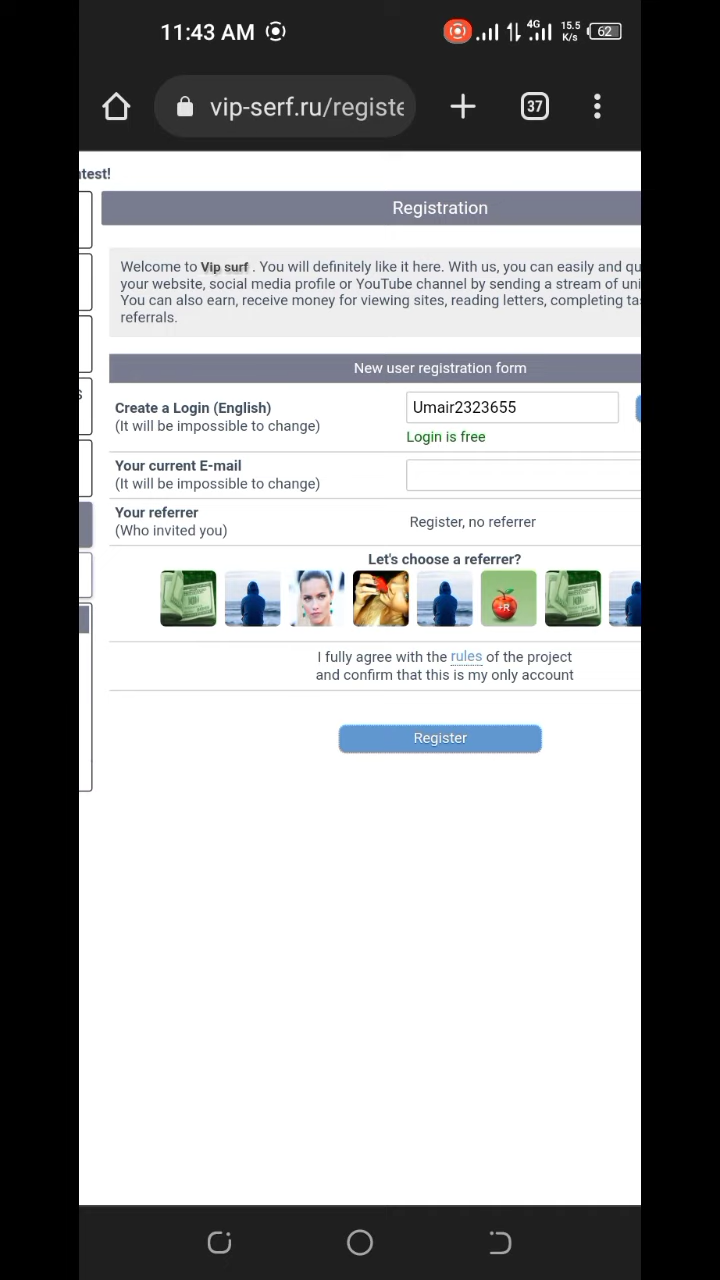 11:43 AM
4G
15.5
K/s
62
vip-serf.ru/registe
37
ntest!
Registration
Welcome to Vip surf . You will definitely like it here. With us, you can easily and qu
your website, social media profile or YouTube channel by sending a stream of uni
You can also earn, receive money for viewing sites, reading letters, completing ta
referrals.
New user registration form
s
Create a Login (English)
(It will be impossible to change)
Umair2323655
Login is free
Your current E-mail
(It will be impossible to change)
Your referrer
(Who invited you)
Register, no referrer
Let's choose a referrer?
+R
I fully agree with the rules of the project
and confirm that this is my only account
Register